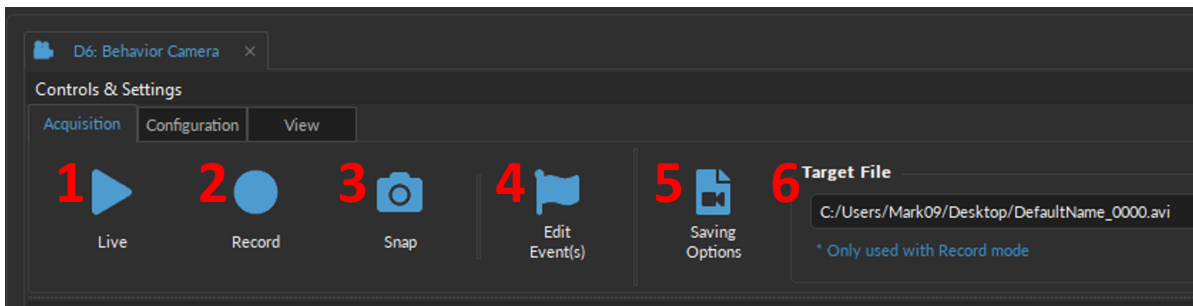 D6: Behavior Camera ×
Controls & Settings
Acquisition Configuration View
1 2 3 4 5 6
Target File
Live Record Snap Edit Event(s) Saving Options
C:/Users/Mark09/Desktop/DefaultName_0000.avi
* Only used with Record mode